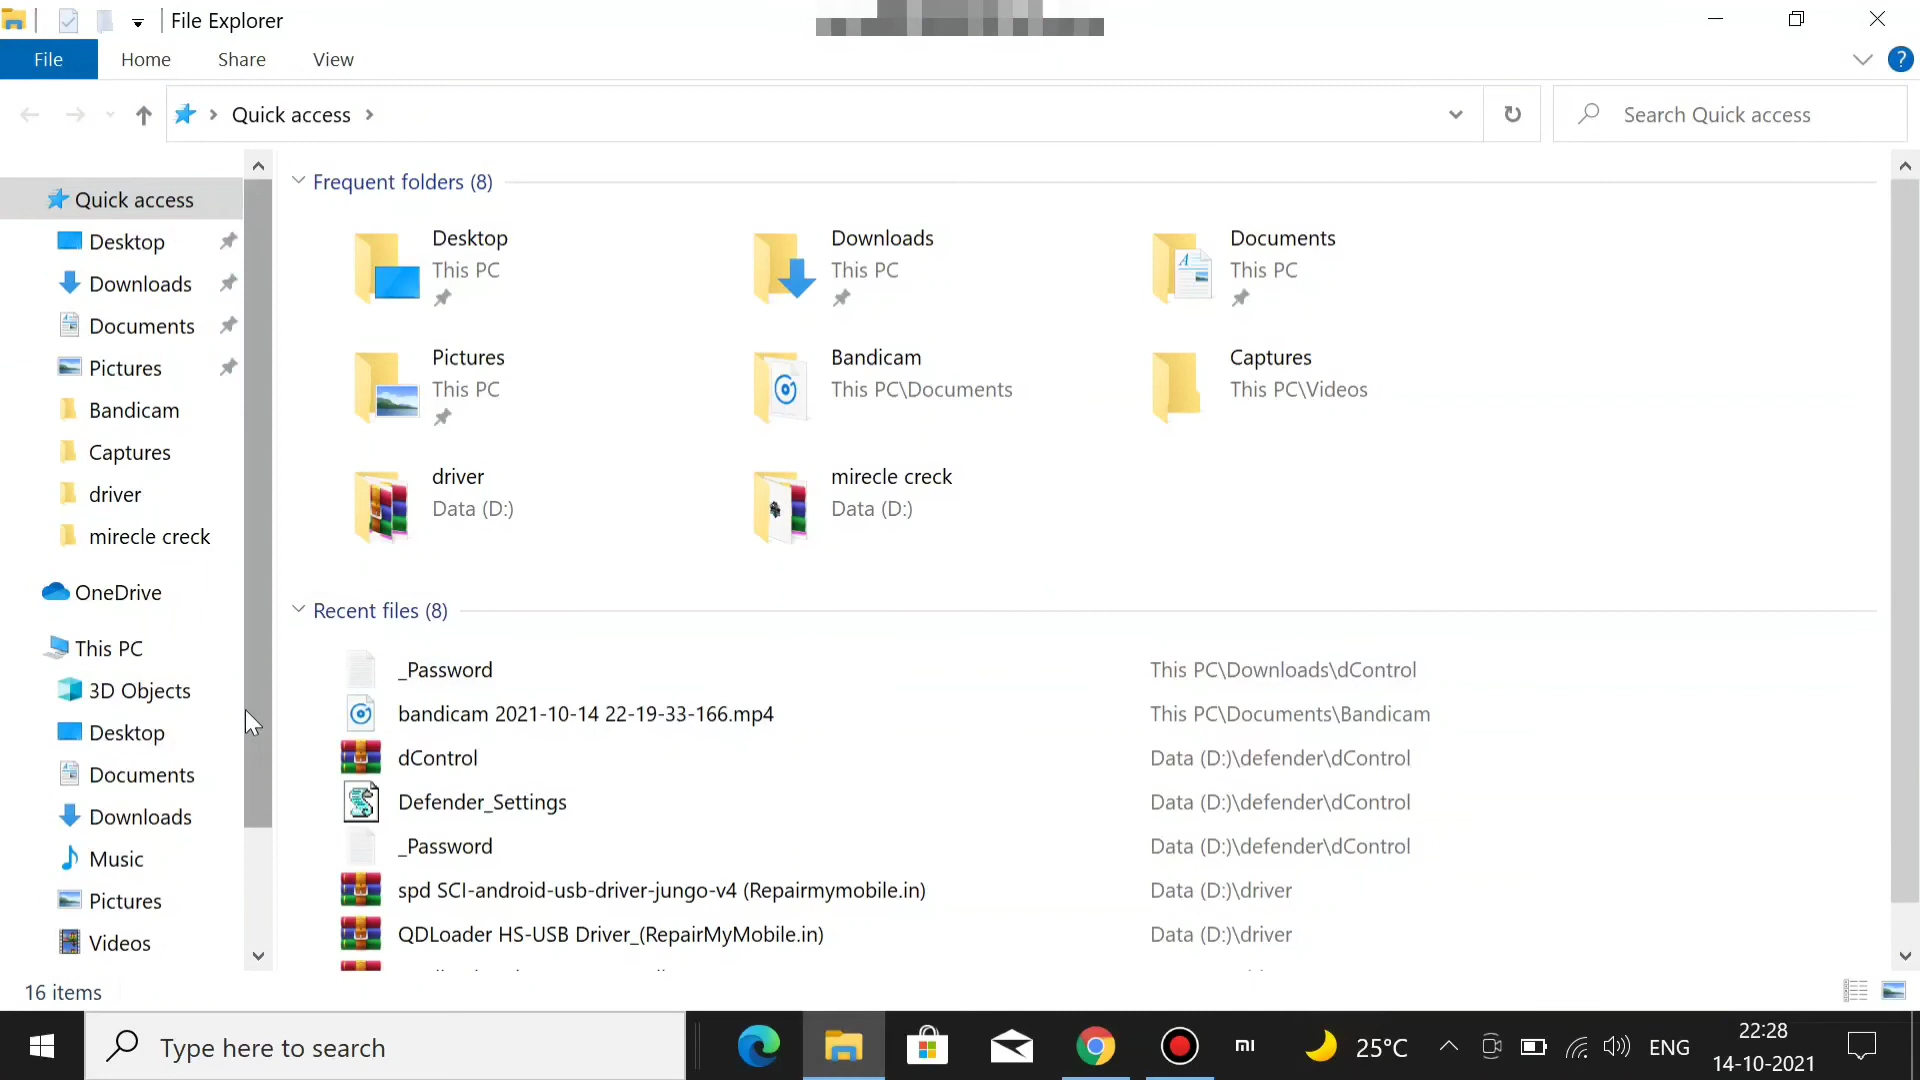 File Explorer
File Home Share View
Quick access
Search Quick access
Quick access
Desktop
Downloads
Documents
Pictures
Bandicam
Captures
driver
mirecle creck
OneDrive
This PC
3D Objects
Desktop
Documents
Downloads
Music
Pictures
Videos
Frequent folders (8)
Desktop
This PC
Downloads
This PC
Documents
This PC
Pictures
This PC
Bandicam
This PC\Documents
Captures
This PC\Videos
driver
Data (D:)
mirecle creck
Data (D:)
Recent files (8)
_Password This PC\Downloads\dControl
bandicam 2021-10-14 22-19-33-166.mp4 This PC\Documents\Bandicam
dControl Data (D:)\defender\dControl
Defender_Settings Data (D:)\defender\dControl
_Password Data (D:)\defender\dControl
spd SCI-android-usb-driver-jungo-v4 (Repairmymobile.in) Data (D:)\driver
QDLoader HS-USB Driver_(RepairMyMobile.in) Data (D:)\driver
16 items
Type here to search
mi
25°C
ENG
22:28
14-10-2021